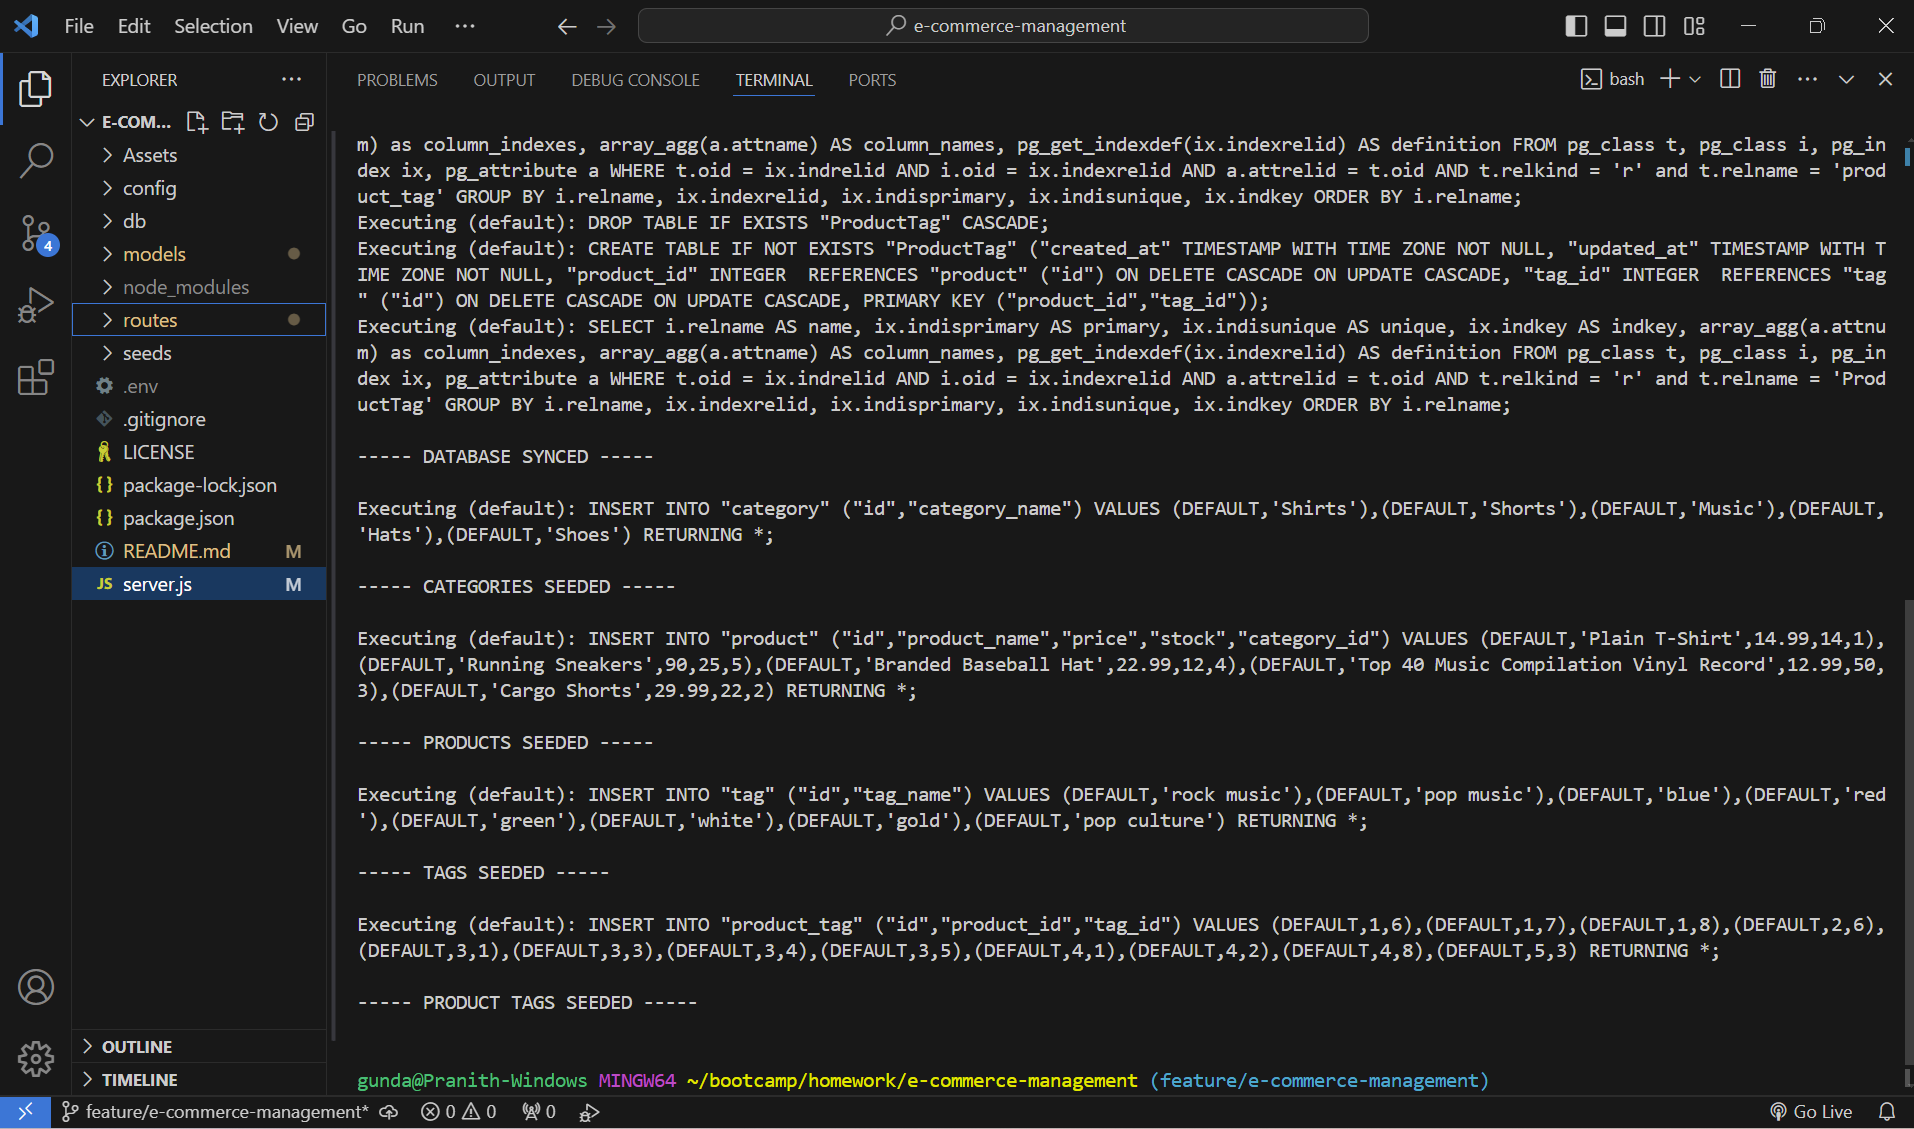 File Edit Selection View Go Run ···
e-commerce-management
EXPLORER ···
E-COM...
Assets
config
db
models
node_modules
routes
seeds
.env
.gitignore
LICENSE
package-lock.json
package.json
README.md M
JS server.js M
OUTLINE
TIMELINE
4
PROBLEMS OUTPUT DEBUG CONSOLE TERMINAL PORTS
bash
m) as column_indexes, array_agg(a.attname) AS column_names, pg_get_indexdef(ix.indexrelid) AS definition FROM pg_class t, pg_class i, pg_in
dex ix, pg_attribute a WHERE t.oid = ix.indrelid AND i.oid = ix.indexrelid AND a.attrelid = t.oid AND t.relkind = 'r' and t.relname = 'prod
uct_tag' GROUP BY i.relname, ix.indexrelid, ix.indisprimary, ix.indisunique, ix.indkey ORDER BY i.relname;
Executing (default): DROP TABLE IF EXISTS "ProductTag" CASCADE;
Executing (default): CREATE TABLE IF NOT EXISTS "ProductTag" ("created_at" TIMESTAMP WITH TIME ZONE NOT NULL, "updated_at" TIMESTAMP WITH T
IME ZONE NOT NULL, "product_id" INTEGER  REFERENCES "product" ("id") ON DELETE CASCADE ON UPDATE CASCADE, "tag_id" INTEGER  REFERENCES "tag
" ("id") ON DELETE CASCADE ON UPDATE CASCADE, PRIMARY KEY ("product_id","tag_id"));
Executing (default): SELECT i.relname AS name, ix.indisprimary AS primary, ix.indisunique AS unique, ix.indkey AS indkey, array_agg(a.attnu
m) as column_indexes, array_agg(a.attname) AS column_names, pg_get_indexdef(ix.indexrelid) AS definition FROM pg_class t, pg_class i, pg_in
dex ix, pg_attribute a WHERE t.oid = ix.indrelid AND i.oid = ix.indexrelid AND a.attrelid = t.oid AND t.relkind = 'r' and t.relname = 'Prod
uctTag' GROUP BY i.relname, ix.indexrelid, ix.indisprimary, ix.indisunique, ix.indkey ORDER BY i.relname;
----- DATABASE SYNCED -----
Executing (default): INSERT INTO "category" ("id","category_name") VALUES (DEFAULT,'Shirts'),(DEFAULT,'Shorts'),(DEFAULT,'Music'),(DEFAULT,
'Hats'),(DEFAULT,'Shoes') RETURNING *;
----- CATEGORIES SEEDED -----
Executing (default): INSERT INTO "product" ("id","product_name","price","stock","category_id") VALUES (DEFAULT,'Plain T-Shirt',14.99,14,1),
(DEFAULT,'Running Sneakers',90,25,5),(DEFAULT,'Branded Baseball Hat',22.99,12,4),(DEFAULT,'Top 40 Music Compilation Vinyl Record',12.99,50,
3),(DEFAULT,'Cargo Shorts',29.99,22,2) RETURNING *;
----- PRODUCTS SEEDED -----
Executing (default): INSERT INTO "tag" ("id","tag_name") VALUES (DEFAULT,'rock music'),(DEFAULT,'pop music'),(DEFAULT,'blue'),(DEFAULT,'red
'),(DEFAULT,'green'),(DEFAULT,'white'),(DEFAULT,'gold'),(DEFAULT,'pop culture') RETURNING *;
----- TAGS SEEDED -----
Executing (default): INSERT INTO "product_tag" ("id","product_id","tag_id") VALUES (DEFAULT,1,6),(DEFAULT,1,7),(DEFAULT,1,8),(DEFAULT,2,6),
(DEFAULT,3,1),(DEFAULT,3,3),(DEFAULT,3,4),(DEFAULT,3,5),(DEFAULT,4,1),(DEFAULT,4,2),(DEFAULT,4,8),(DEFAULT,5,3) RETURNING *;
----- PRODUCT TAGS SEEDED -----
gunda@Pranith-Windows MINGW64 ~/bootcamp/homework/e-commerce-management (feature/e-commerce-management)
feature/e-commerce-management* 0 0 0 Go Live